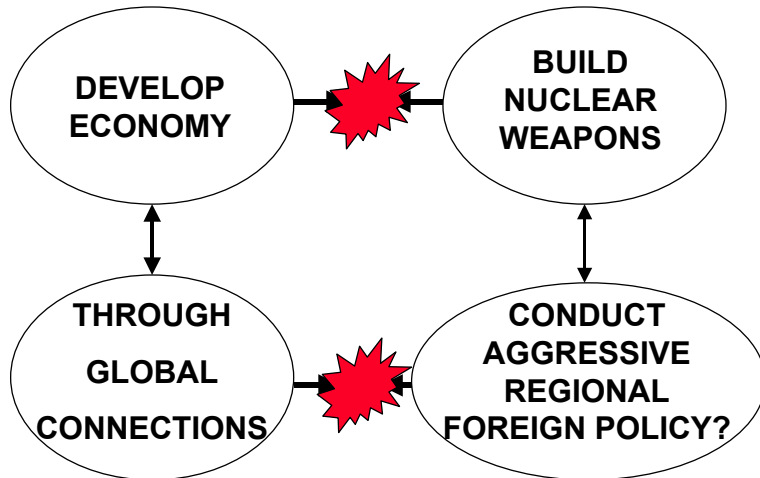 DEVELOP
ECONOMY
BUILD
NUCLEAR
WEAPONS
THROUGH
GLOBAL
CONNECTIONS
CONDUCT
AGGRESSIVE
REGIONAL
FOREIGN POLICY?